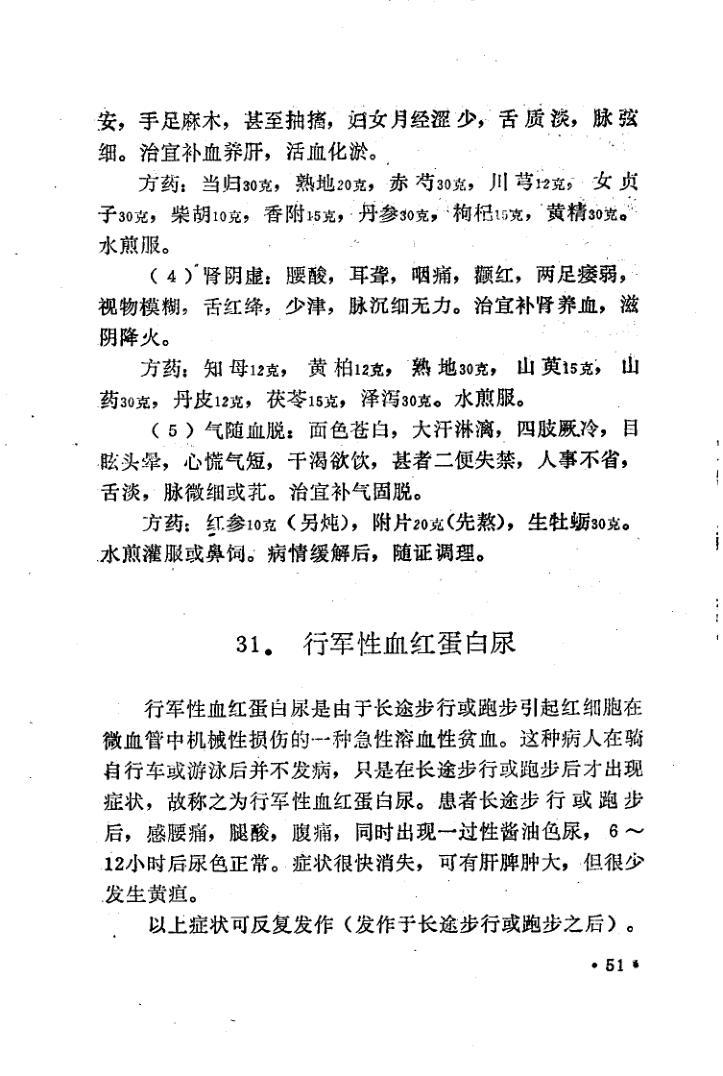 安，手足麻木，甚至抽搐，妇女月经涩少，舌质淡，脉弦
细。治宜补血养肝，活血化淤。
方药：当归30克，熟地20克，赤芍30克，川芎12克，女贞
子30克，柴胡10克，香附15克，丹参30克，枸杞15克，黄精30克。
水煎服。
（4）肾阴虚：腰酸，耳聋，咽痛，颧红，两足痿弱，
视物模糊，舌红绛，少津，脉沉细无力。治宜补肾养血，滋
阴降火。
方药：知母12克，黄柏12克，熟地30克，山萸15克，山
药30克，丹皮12克，茯苓15克，泽泻30克。水煎服。
（5）气随血脱：面色苍白，大汗淋漓，四肢厥冷，目
眩头晕，心慌气短，干渴欲饮，甚者二便失禁，人事不省，
舌淡，脉微细或芤。治宜补气固脱。
方药：红参10克（另炖），附片20克（先熬），生牡蛎30克。
水煎灌服或鼻饲。病情缓解后，随证调理。
31．行军性血红蛋白尿
行军性血红蛋白尿是由于长途步行或跑步引起红细胞在
微血管中机械性损伤的一种急性溶血性贫血。这种病人在骑
自行车或游泳后并不发病，只是在长途步行或跑步后才出现
症状，故称之为行军性血红蛋白尿。患者长途步行或跑步
后，感腰痛，腿酸，腹痛，同时出现一过性酱油色尿，6～
12小时后尿色正常。症状很快消失，可有肝脾肿大，但很少
发生黄疸。
以上症状可反复发作（发作于长途步行或跑步之后）。
·51·